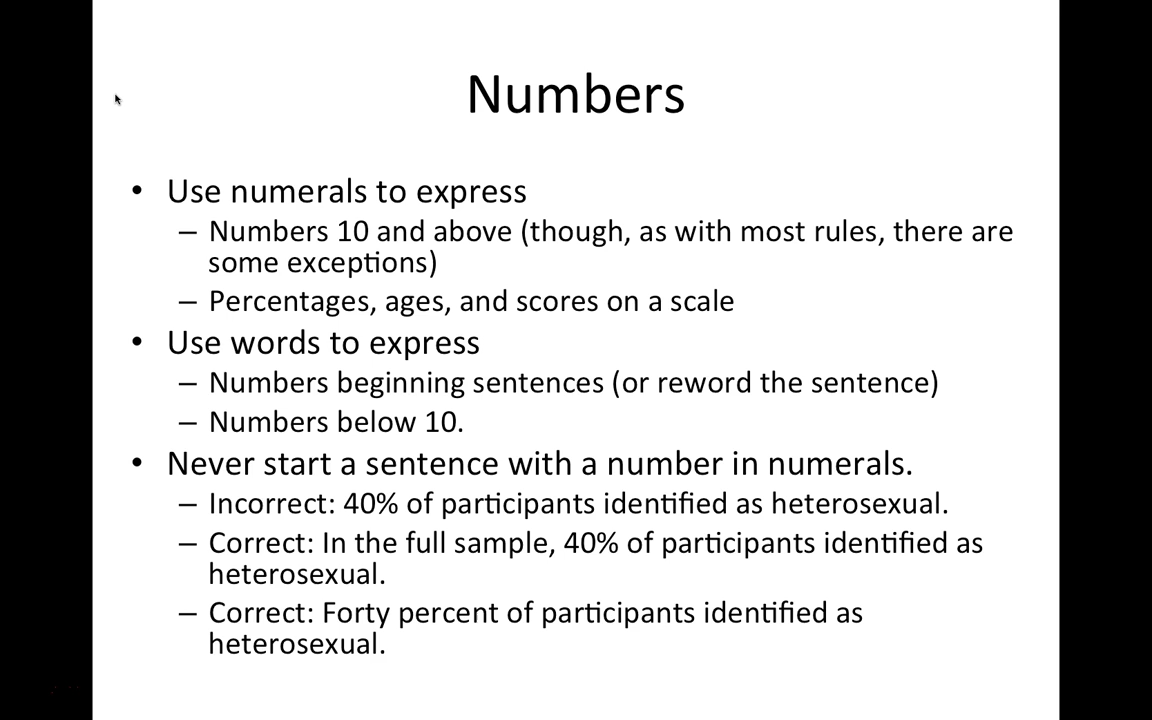 Numbers
• Use numerals to express
– Numbers 10 and above (though, as with most rules, there are
some exceptions)
– Percentages, ages, and scores on a scale
• Use words to express
– Numbers beginning sentences (or reword the sentence)
– Numbers below 10.
• Never start a sentence with a number in numerals.
– Incorrect: 40% of participants identified as heterosexual.
– Correct: In the full sample, 40% of participants identified as
heterosexual.
– Correct: Forty percent of participants identified as
heterosexual.